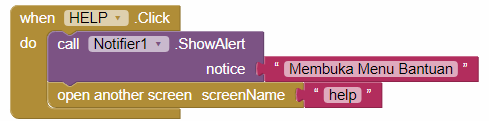 when HELP .Click
do call Notifier1 .ShowAlert
notice " Membuka Menu Bantuan "
open another screen screenName " help "